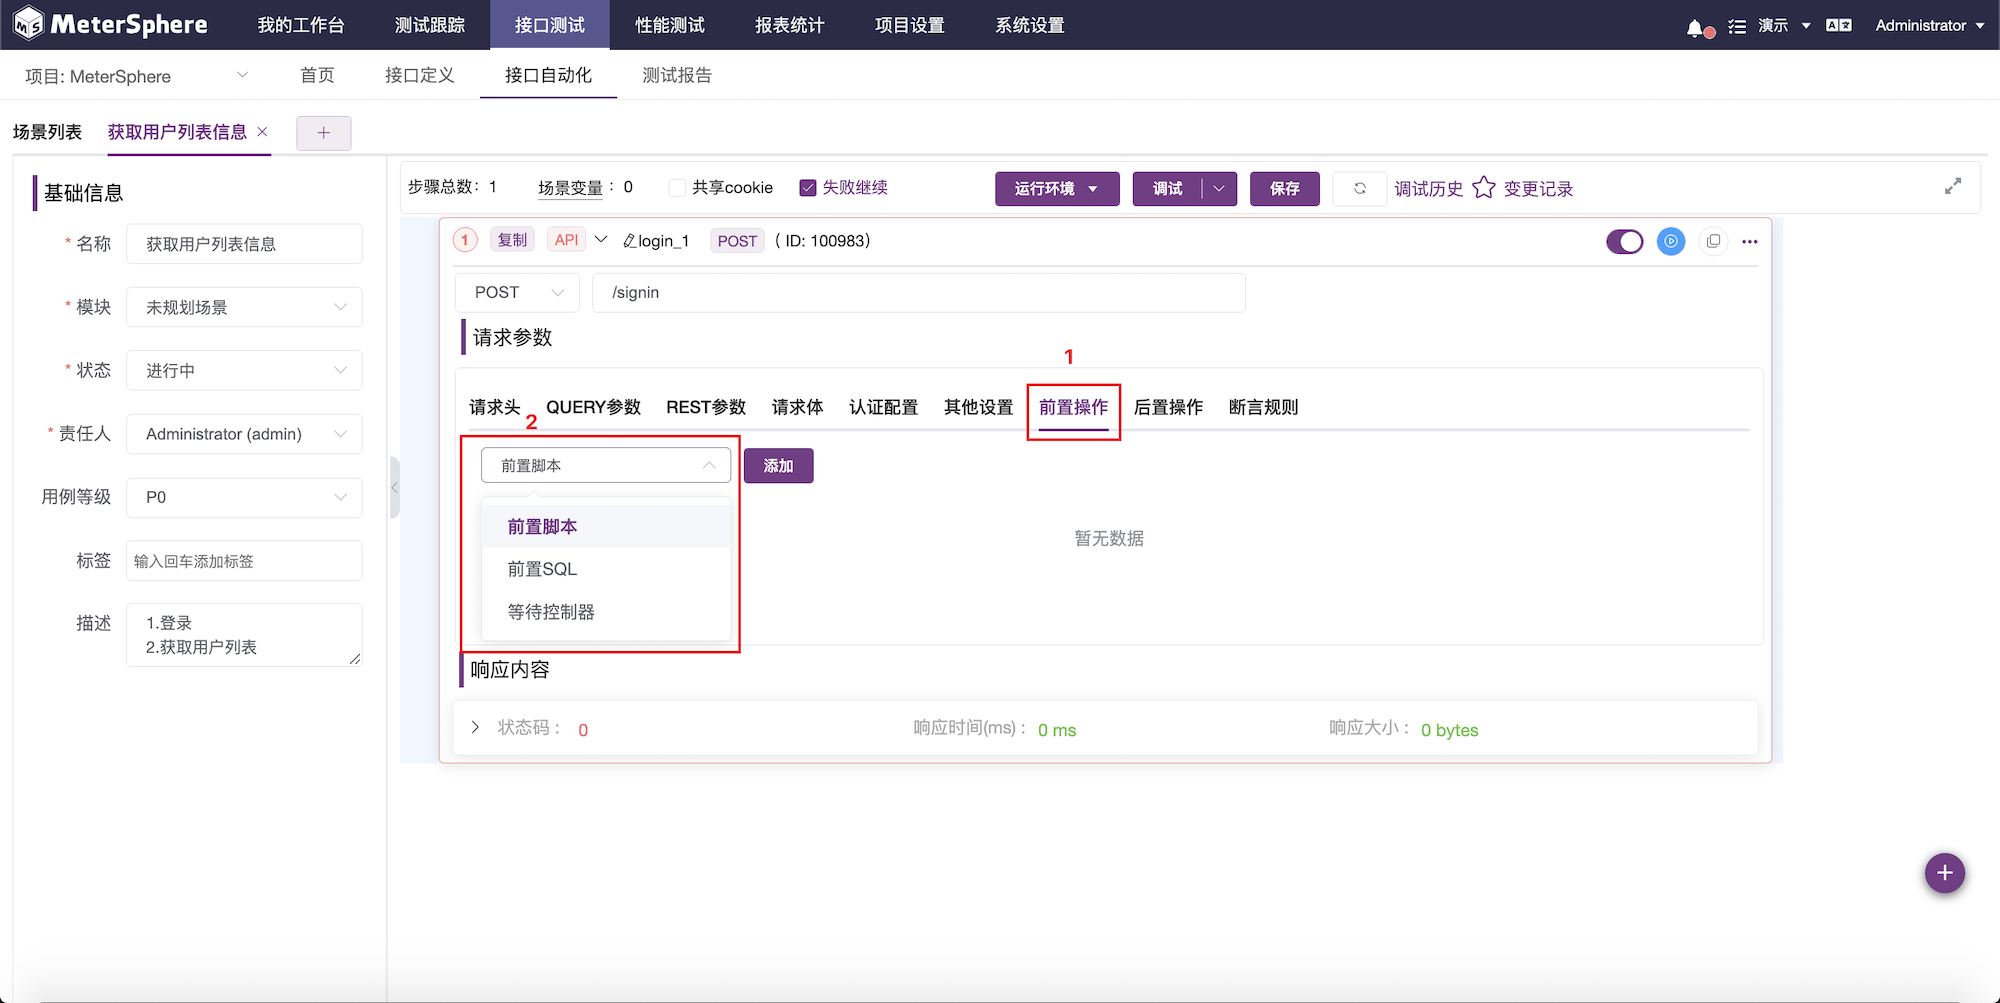 MeterSphere 我的工作台 测试跟踪 接口测试 性能测试 报表统计 项目设置 系统设置 演示 Administrator
项目: MeterSphere 首页 接口定义 接口自动化 测试报告
场景列表 获取用户列表信息
基础信息
* 名称 获取用户列表信息
* 模块 未规划场景
* 状态 进行中
* 责任人 Administrator (admin)
用例等级 P0
标签 输入回车添加标签
描述 1.登录
2.获取用户列表
步骤总数：1 场景变量：0 共享cookie 失败继续 运行环境 调试 保存 调试历史 变更记录
1 复制 API login_1 POST ( ID: 100983)
POST /signin
请求参数
1
请求头 QUERY参数 REST参数 请求体 认证配置 其他设置 前置操作 后置操作 断言规则
2
前置脚本 添加
前置脚本
前置SQL
等待控制器
暂无数据
响应内容
状态码： 0 响应时间(ms)： 0 ms 响应大小： 0 bytes